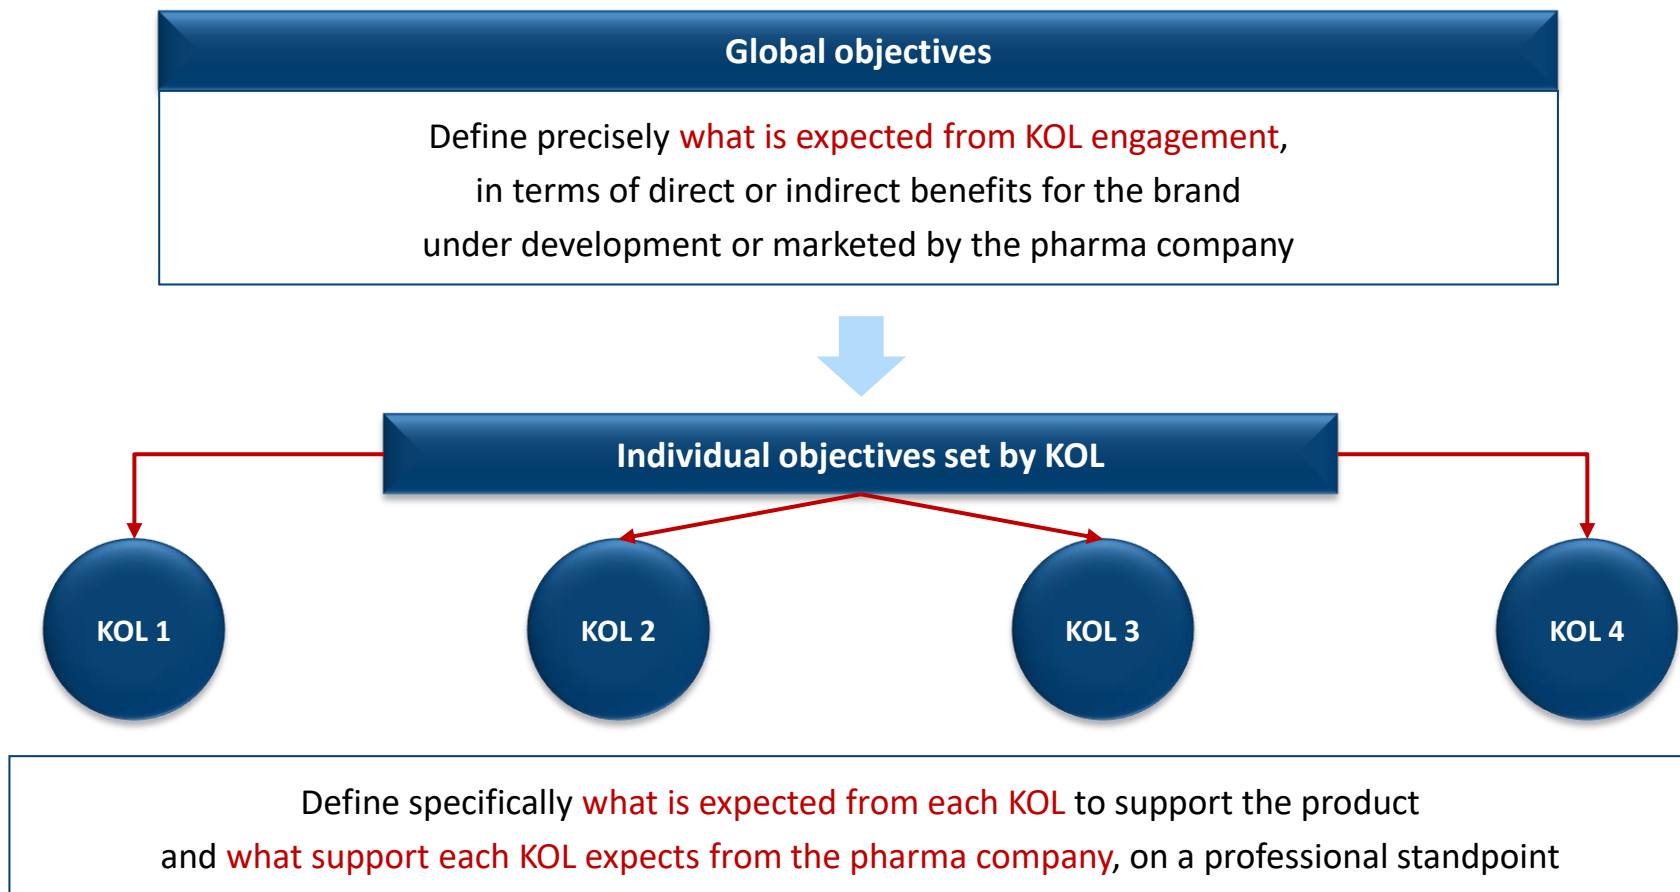 Global objectives
Define precisely what is expected from KOL engagement,
in terms of direct or indirect benefits for the brand
under development or marketed by the pharma company
Individual objectives set by KOL
KOL 1
KOL 2
KOL 3
KOL 4
Define specifically what is expected from each KOL to support the product
and what support each KOL expects from the pharma company, on a professional standpoint